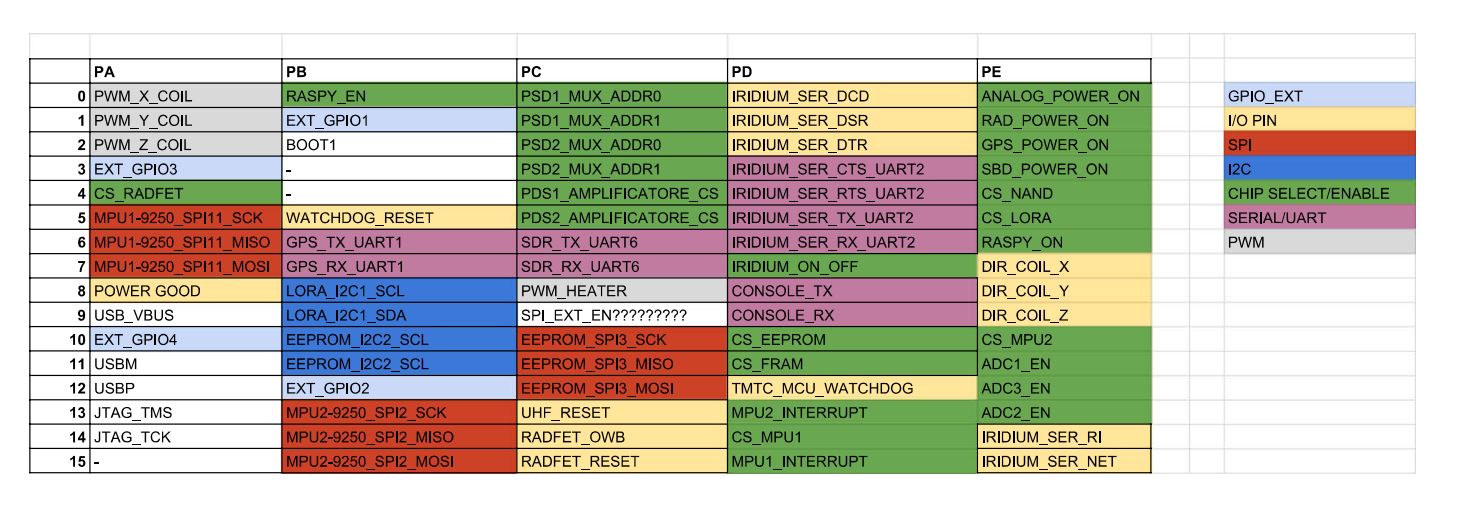 PA PB PC PD PE
0 PWM_X_COIL RASPY_EN PSD1_MUX_ADDR0 IRIDIUM_SER_DCD ANALOG_POWER_ON GPIO_EXT
1 PWM_Y_COIL EXT_GPIO1 PSD1_MUX_ADDR1 IRIDIUM_SER_DSR RAD_POWER_ON I/O PIN
2 PWM_Z_COIL BOOT1 PSD2_MUX_ADDR0 IRIDIUM_SER_DTR GPS_POWER_ON SPI
3 EXT_GPIO3 - PSD2_MUX_ADDR1 IRIDIUM_SER_CTS_UART2 SBD_POWER_ON I2C
4 CS_RADFET - PDS1_AMPLIFICATORE_CS IRIDIUM_SER_RTS_UART2 CS_NAND CHIP SELECT/ENABLE
5 MPU1-9250_SPI11_SCK WATCHDOG_RESET PDS2_AMPLIFICATORE_CS IRIDIUM_SER_TX_UART2 CS_LORA SERIAL/UART
6 MPU1-9250_SPI11_MISO GPS_TX_UART1 SDR_TX_UART6 IRIDIUM_SER_RX_UART2 RASPY_ON PWM
7 MPU1-9250_SPI11_MOSI GPS_RX_UART1 SDR_RX_UART6 IRIDIUM_ON_OFF DIR_COIL_X
8 POWER GOOD LORA_I2C1_SCL PWM_HEATER CONSOLE_TX DIR_COIL_Y
9 USB_VBUS LORA_I2C1_SDA SPI_EXT_EN????????? CONSOLE_RX DIR_COIL_Z
10 EXT_GPIO4 EEPROM_I2C2_SCL EEPROM_SPI3_SCK CS_EEPROM CS_MPU2
11 USBM EEPROM_I2C2_SCL EEPROM_SPI3_MISO CS_FRAM ADC1_EN
12 USBP EXT_GPIO2 EEPROM_SPI3_MOSI TMTC_MCU_WATCHDOG ADC3_EN
13 JTAG_TMS MPU2-9250_SPI2_SCK UHF_RESET MPU2_INTERRUPT ADC2_EN
14 JTAG_TCK MPU2-9250_SPI2_MISO RADFET_OWB CS_MPU1 IRIDIUM_SER_RI
15 - MPU2-9250_SPI2_MOSI RADFET_RESET MPU1_INTERRUPT IRIDIUM_SER_NET